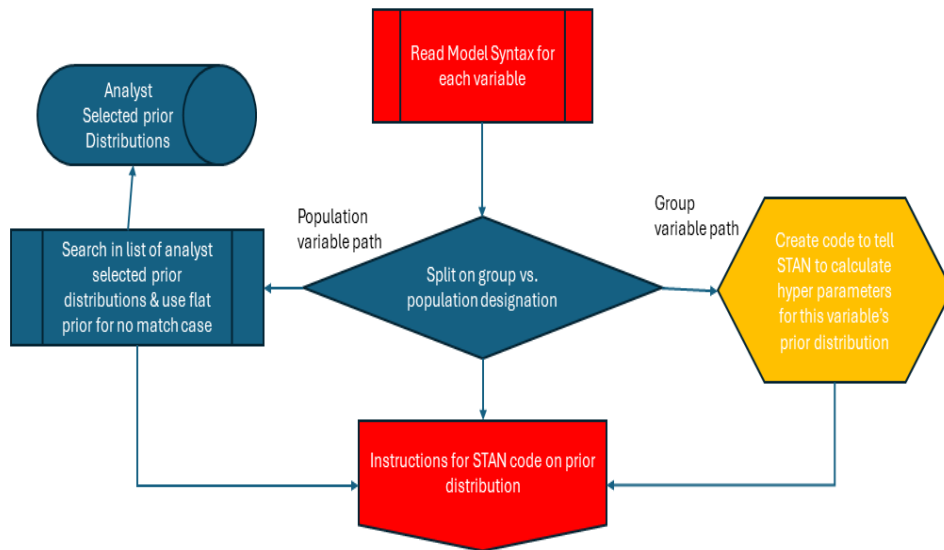 Read Model Syntax for
each variable
Analyst
Selected prior
Distributions
Population
variable path
Group
variable path
Search in list of analyst
selected prior
distributions & use flat
prior for no match case
Split on group vs.
population designation
Create code to tell
STAN to calculate
hyper parameters
for this variable's
prior distribution
Instructions for STAN code on prior
distribution